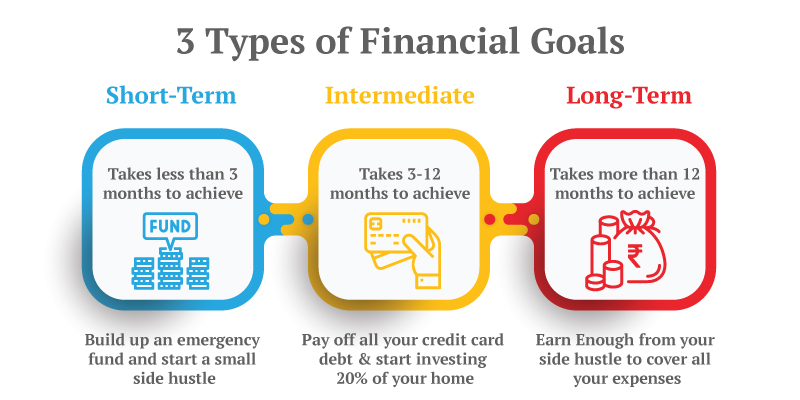 3 Types of Financial Goals
Short-Term
Takes less than 3
months to achieve
FUND
Build up an emergency
fund and start a small
side hustle
Intermediate
Takes 3-12
months to achieve
Pay off all your credit card
debt & start investing
20% of your home
Long-Term
Takes more than 12
months to achieve
₹
Earn Enough from your
side hustle to cover all
your expenses